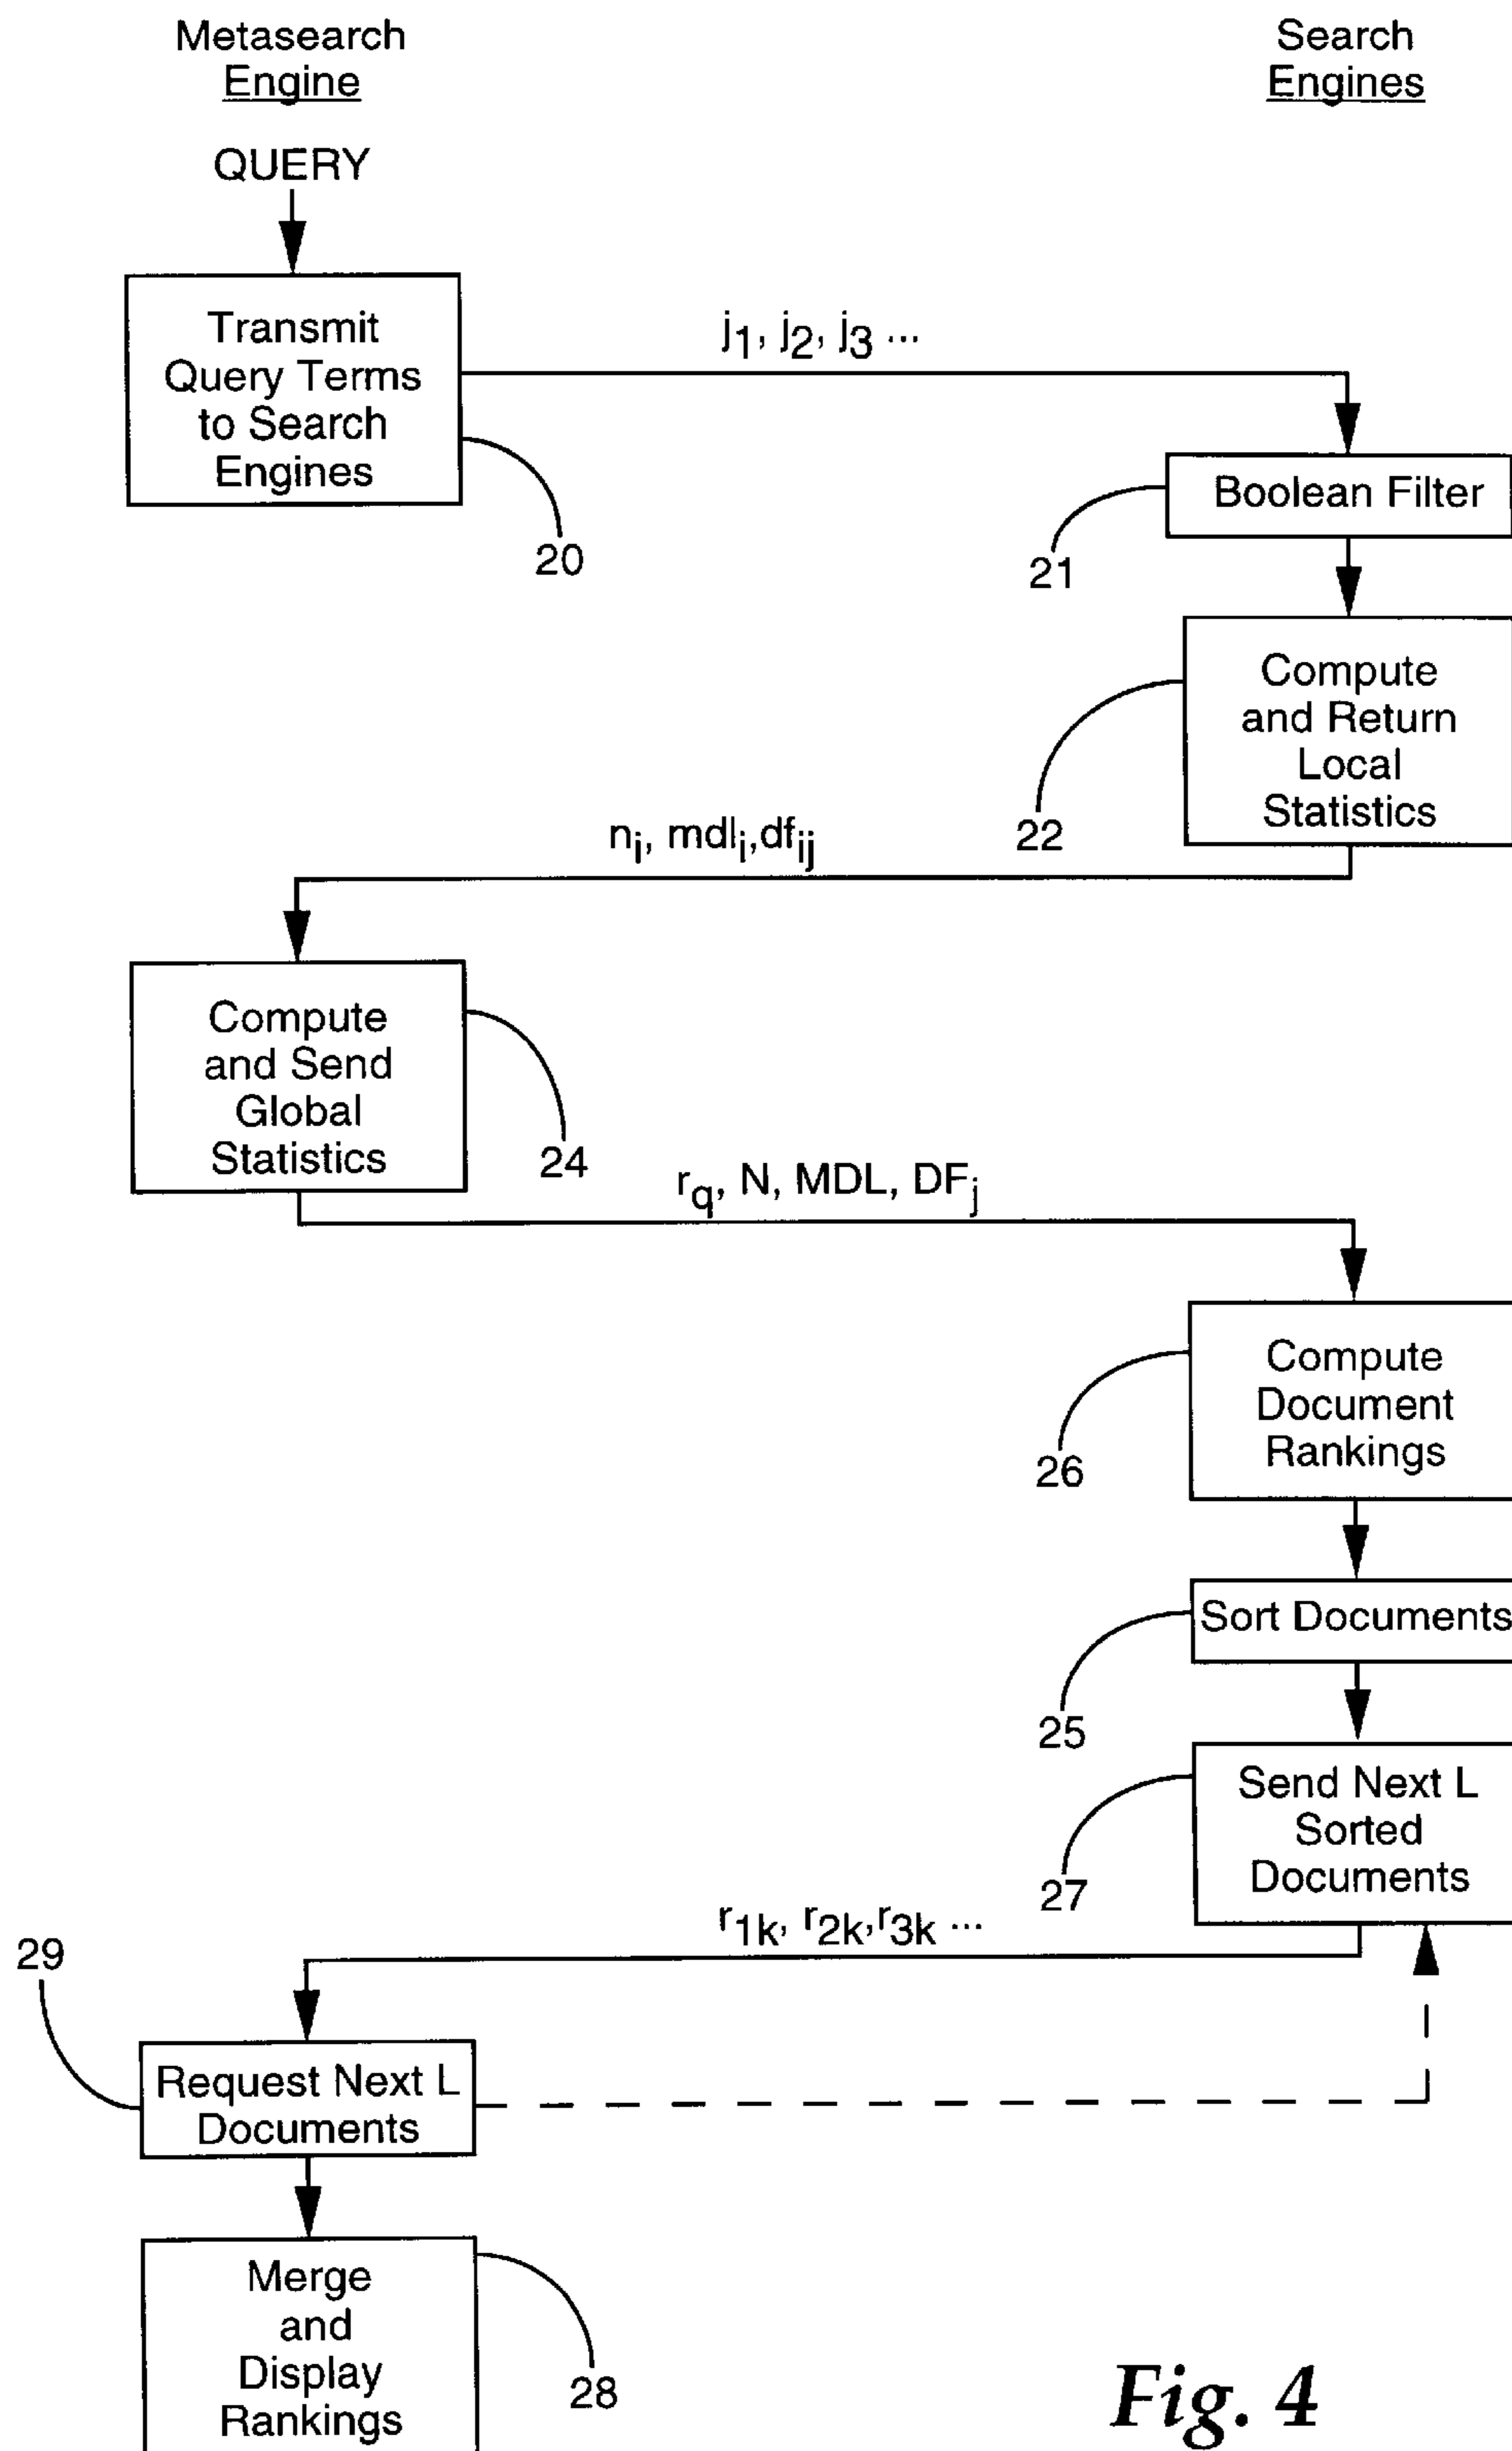 Metasearch
Engine
Search
Engines
QUERY
Transmit
Query Terms
to Search
Engines
j1, j2, j3 ...
20
Boolean Filter
21
Compute
and Return
Local
Statistics
22
ni, mdli,dfij
Compute
and Send
Global
Statistics
24
rq, N, MDL, DFj
Compute
Document
Rankings
26
Sort Documents
25
Send Next L
Sorted
Documents
27
r1k, r2k,r3k ...
29
Request Next L
Documents
Merge
and
Display
Rankings
28
Fig. 4